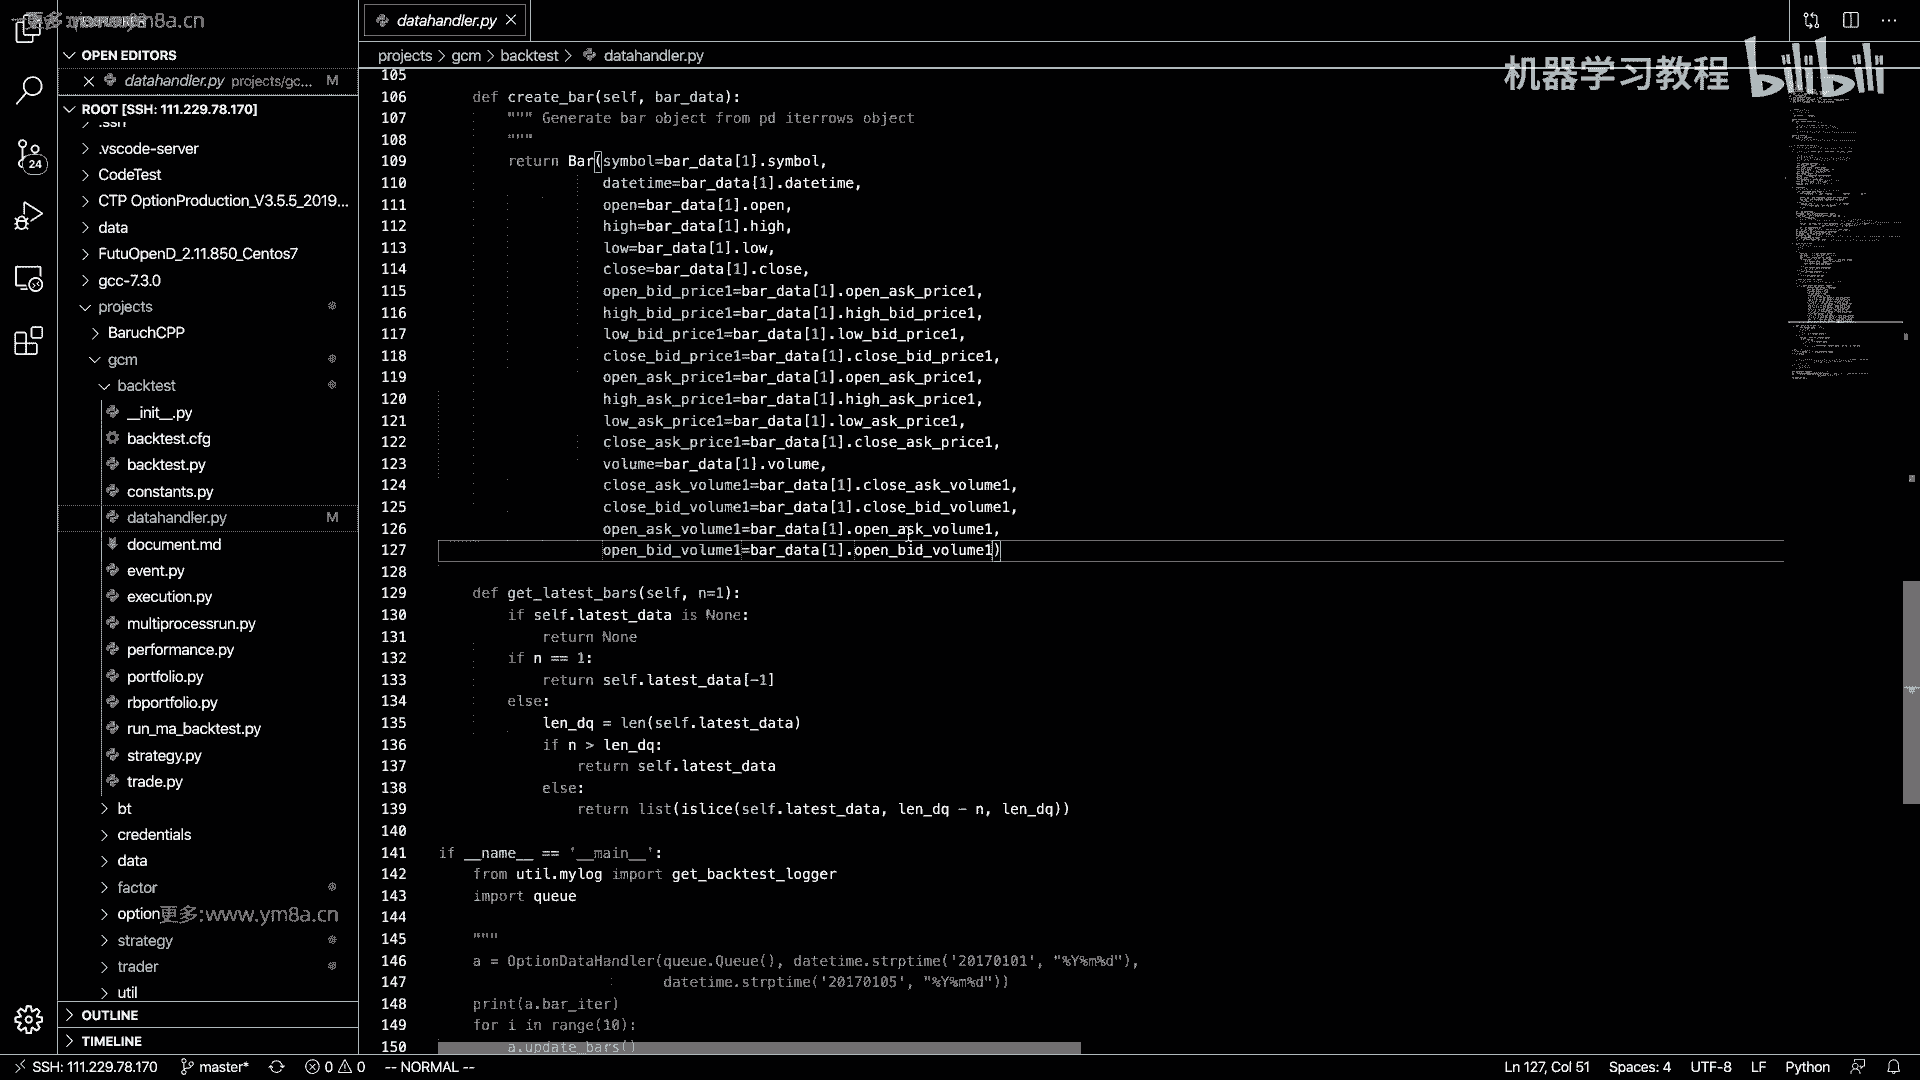 更多:www.ym8a.cn
datahandler.py
机器学习教程 bilibili
OPEN EDITORS
datahandler.py projects/gc... M
ROOT [SSH: 111.229.78.170]
.ssh
.vscode-server
CodeTest
CTP OptionProduction_V3.5.5_2019...
data
FutuOpenD_2.11.850_Centos7
gcc-7.3.0
projects
BaruchCPP
gcm
backtest
__init__.py
backtest.cfg
backtest.py
constants.py
datahandler.py M
document.md
event.py
execution.py
multiprocessrun.py
performance.py
portfolio.py
rbportfolio.py
run_ma_backtest.py
strategy.py
trade.py
bt
credentials
data
factor
option更多:www.ym8a.cn
strategy
trader
util
OUTLINE
TIMELINE
24
projects > gcm > backtest > datahandler.py
105
106 def create_bar(self, bar_data):
107 """ Generate bar object from pd iterrows object
108 """
109 return Bar(symbol=bar_data[1].symbol,
110 datetime=bar_data[1].datetime,
111 open=bar_data[1].open,
112 high=bar_data[1].high,
113 low=bar_data[1].low,
114 close=bar_data[1].close,
115 open_bid_price1=bar_data[1].open_ask_price1,
116 high_bid_price1=bar_data[1].high_bid_price1,
117 low_bid_price1=bar_data[1].low_bid_price1,
118 close_bid_price1=bar_data[1].close_bid_price1,
119 open_ask_price1=bar_data[1].open_ask_price1,
120 high_ask_price1=bar_data[1].high_ask_price1,
121 low_ask_price1=bar_data[1].low_ask_price1,
122 close_ask_price1=bar_data[1].close_ask_price1,
123 volume=bar_data[1].volume,
124 close_ask_volume1=bar_data[1].close_ask_volume1,
125 close_bid_volume1=bar_data[1].close_bid_volume1,
126 open_ask_volume1=bar_data[1].open_ask_volume1,
127 open_bid_volume1=bar_data[1].open_bid_volume1)
128
129 def get_latest_bars(self, n=1):
130 if self.latest_data is None:
131 return None
132 if n == 1:
133 return self.latest_data[-1]
134 else:
135 len_dq = len(self.latest_data)
136 if n > len_dq:
137 return self.latest_data
138 else:
139 return list(islice(self.latest_data, len_dq - n, len_dq))
140
141 if __name__ == '__main__':
142 from util.mylog import get_backtest_logger
143 import queue
144
145 """
146 a = OptionDataHandler(queue.Queue(), datetime.strptime('20170101', "%Y%m%d"),
147 datetime.strptime('20170105', "%Y%m%d"))
148 print(a.bar_iter)
149 for i in range(10):
150 a.update_bars()
SSH: 111.229.78.170 master* 0 0 -- NORMAL -- Ln 127, Col 51 Spaces: 4 UTF-8 LF Python